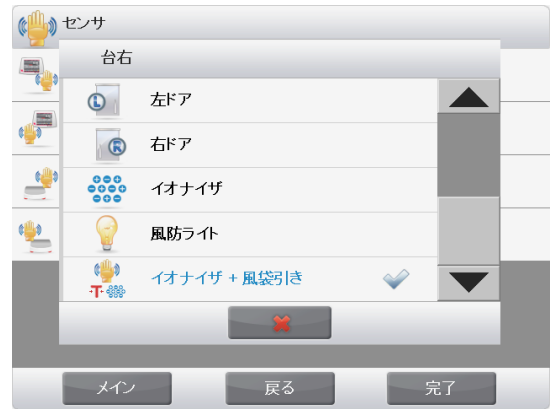 センサ
台右
左ドア
右ドア
イオナイザ
風防ライト
イオナイザ + 風袋引き
メイン
戻る
完了